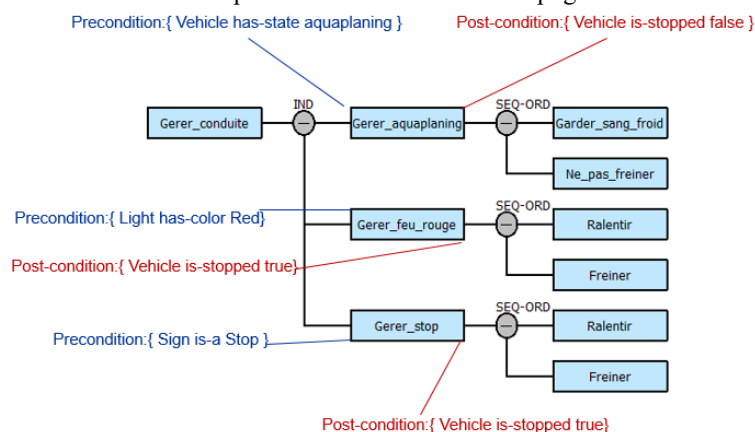 Precondition:{ Vehicle has-state aquaplaning }
Post-condition:{ Vehicle is-stopped false }
IND
SEQ-ORD
Gerer_conduite
Gerer_aquaplaning
Garder_sang_froid
Ne_pas_freiner
Precondition:{ Light has-color Red}
SEQ-ORD
Gerer_feu_rouge
Ralentir
Post-condition:{ Vehicle is-stopped true}
Freiner
SEQ-ORD
Gerer_stop
Ralentir
Precondition:{ Sign is-a Stop }
Freiner
Post-condition:{ Vehicle is-stopped true}